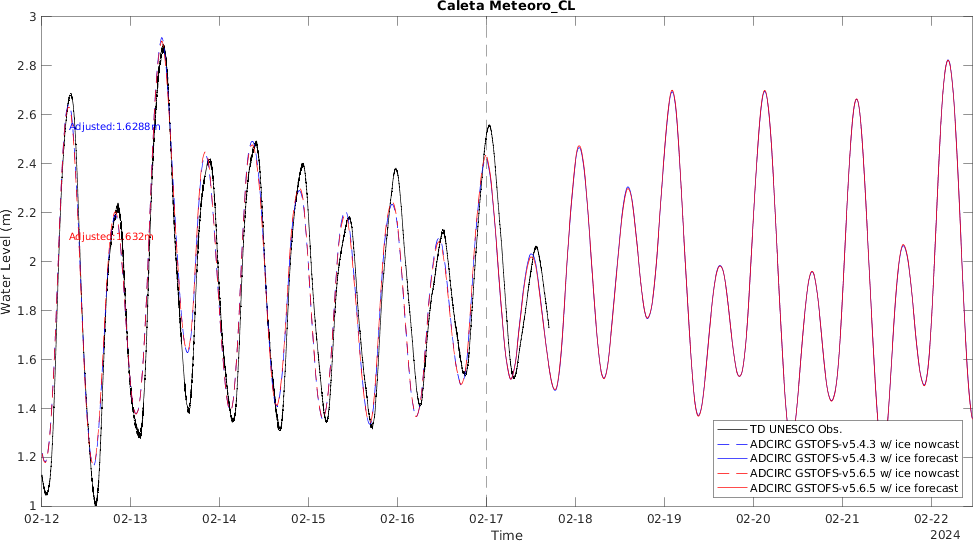 Caleta Meteoro_CL
3
2.8
2.6
2.4
2.2
2
1.8
1.6
1.4
1.2
1
Water Level (m)
Adjusted:1.6288m
Adjusted:1.632m
TD UNESCO Obs.
ADCIRC GSTOFS-v5.4.3 w/ ice nowcast
ADCIRC GSTOFS-v5.4.3 w/ ice forecast
ADCIRC GSTOFS-v5.6.5 w/ ice nowcast
ADCIRC GSTOFS-v5.6.5 w/ ice forecast
02-12 02-13 02-14 02-15 02-16 02-17 02-18 02-19 02-20 02-21 02-22
Time
2024